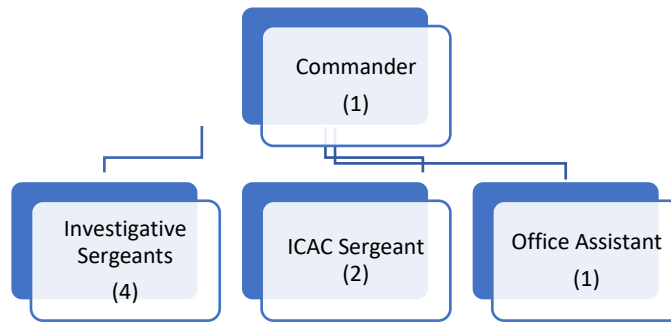 Commander
(1)
Investigative
Sergeants
(4)
ICAC Sergeant
(2)
Office Assistant
(1)